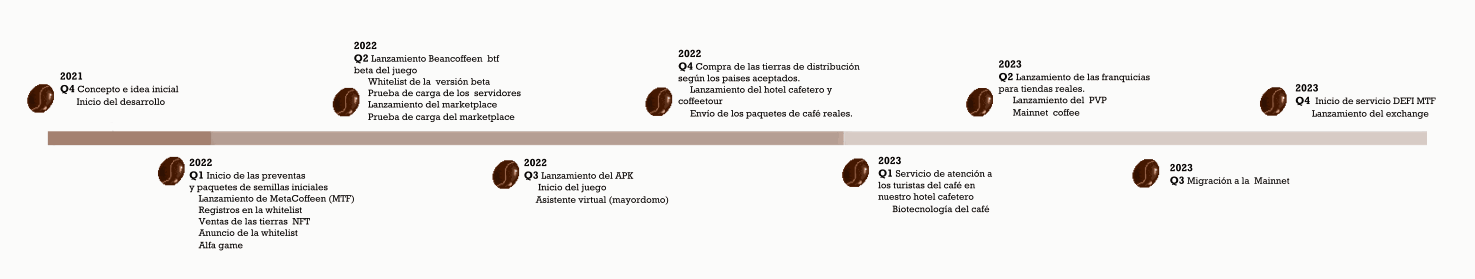 2021
Q4 Concepto e idea inicial
Inicio del desarrollo
2022
Q1 Inicio de las preventas
y paquetes de semillas iniciales
Lanzamiento de MetaCoffeen (MTF)
Registros en la whitelist
Ventas de las tierras NFT
Anuncio de la whitelist
Alfa game
2022
Q2 Lanzamiento Beancoffeen btf
beta del juego
Whitelist de la versión beta
Prueba de carga de los servidores
Lanzamiento del marketplace
Prueba de carga del marketplace
2022
Q3 Lanzamiento del APK
Inicio del juego
Asistente virtual (mayordomo)
2022
Q4 Compra de las tierras de distribución
según los paises aceptados.
Lanzamiento del hotel cafetero y
coffeetour
Envío de los paquetes de café reales.
2023
Q1 Servicio de atención a
los turistas del café en
nuestro hotel cafetero
Biotecnología del café
2023
Q2 Lanzamiento de las franquicias
para tiendas reales.
Lanzamiento del PVP
Mainnet coffee
2023
Q3 Migración a la Mainnet
2023
Q4 Inicio de servicio DEFI MTF
Lanzamiento del exchange